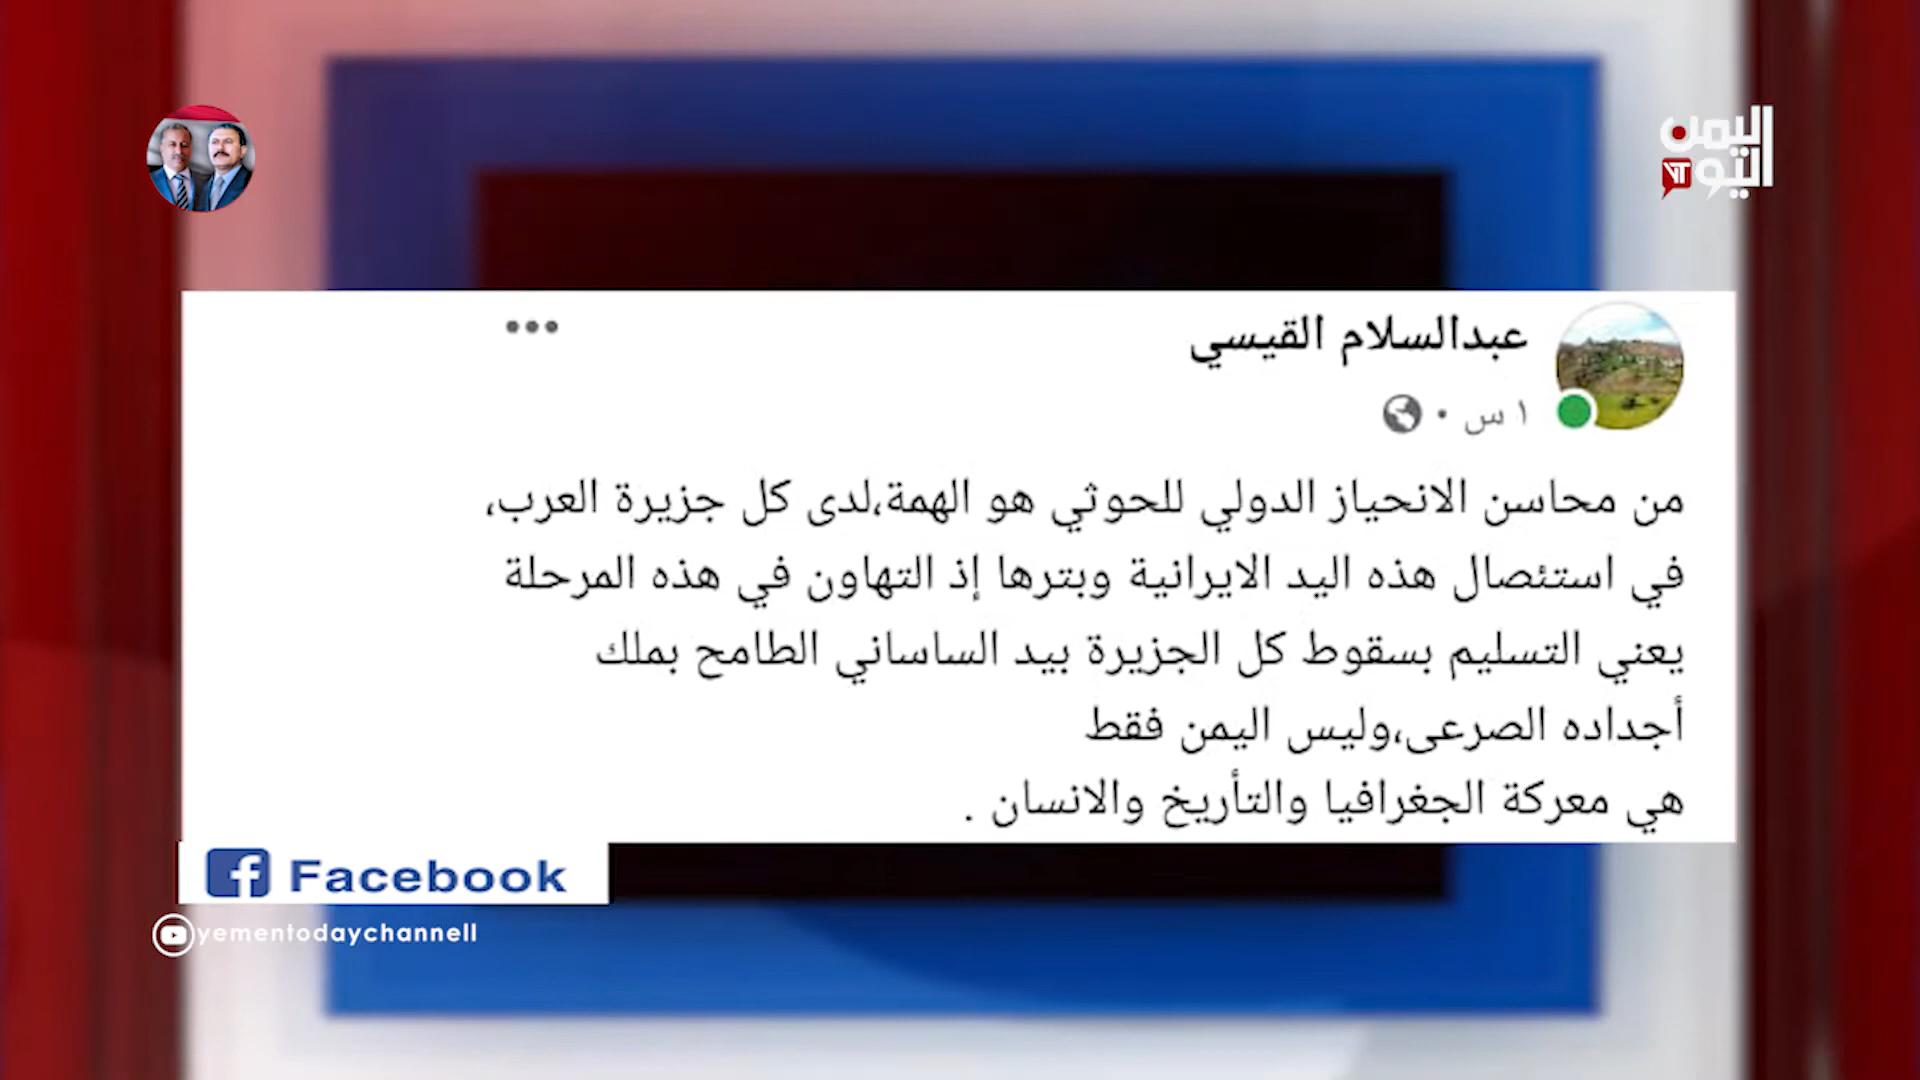 اليمن
اليوم
YT
عبدالسلام القيسي
١ س ·
من محاسن الانحياز الدولي للحوثي هو الهمة،لدى كل جزيرة العرب،
في استئصال هذه اليد الايرانية وبترها إذ التهاون في هذه المرحلة
يعني التسليم بسقوط كل الجزيرة بيد الساساني الطامح بملك
أجداده الصرعى،وليس اليمن فقط
هي معركة الجغرافيا والتأريخ والانسان .
Facebook
yementodaychannell